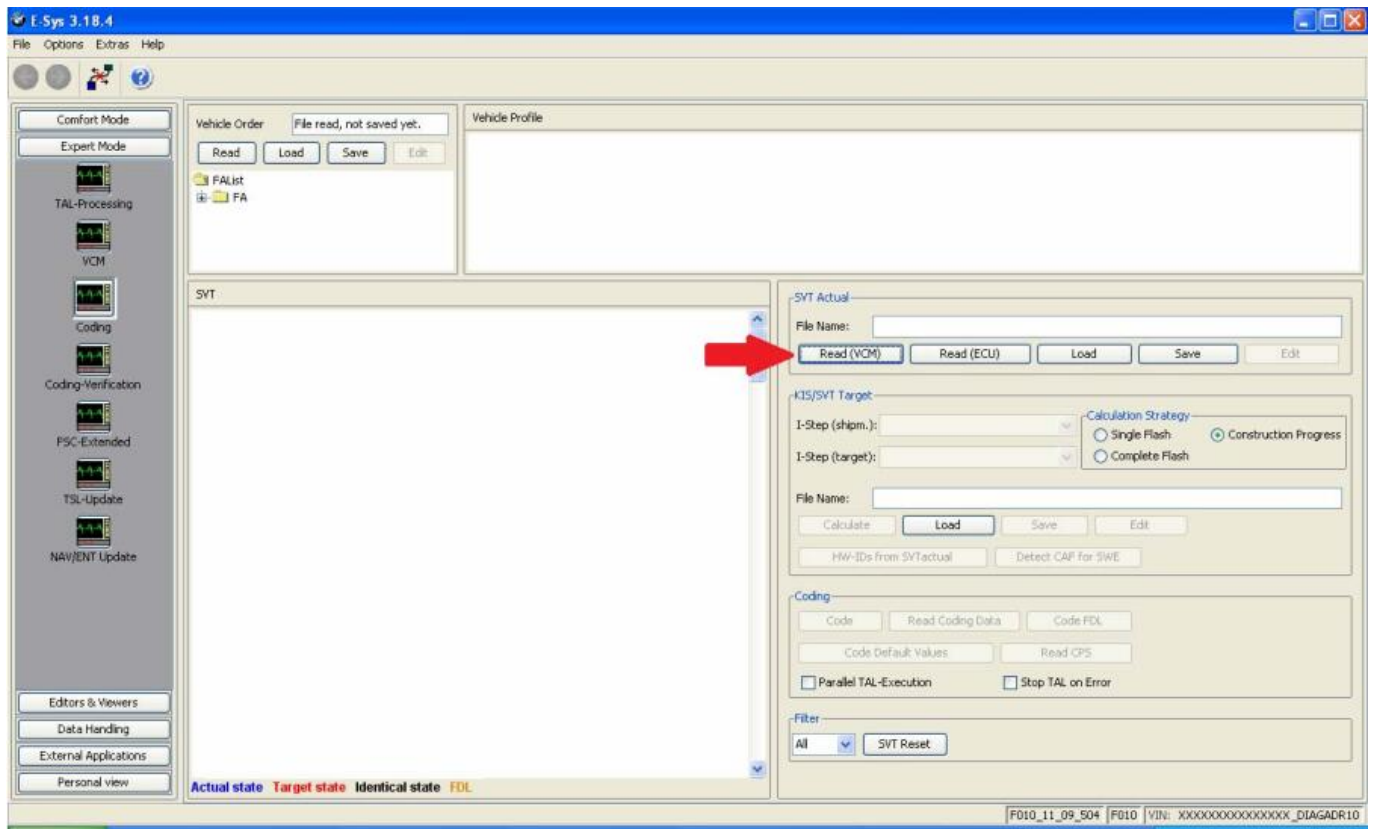 E-Sys 3.18.4
File Options Extras Help
Comfort Mode
Expert Mode
TAL-Processing
VCM
Coding
Coding-Verification
FSC-Extended
TSL-Update
NAV/ENT Update
Editors & Viewers
Data Handling
External Applications
Personal view
Vehicle Order File read, not saved yet.
Read Load Save Edit
FAList
FA
Vehicle Profile
SVT
Actual state Target state Identical state FDL
SVT Actual
File Name:
Read (VCM) Read (ECU) Load Save Edit
KIS/SVT Target
I-Step (shipm.):
I-Step (target):
Calculation Strategy
Single Flash Construction Progress
Complete Flash
File Name:
Calculate Load Save Edit
HW-IDs from SVTactual Detect CAF for SWE
Coding
Code Read Coding Data Code FDL
Code Default Values Read CPS
Parallel TAL-Execution Stop TAL on Error
Filter
All SVT Reset
F010_11_09_504 F010 VIN: XXXXXXXXXXXXXXX_DIAGADR10